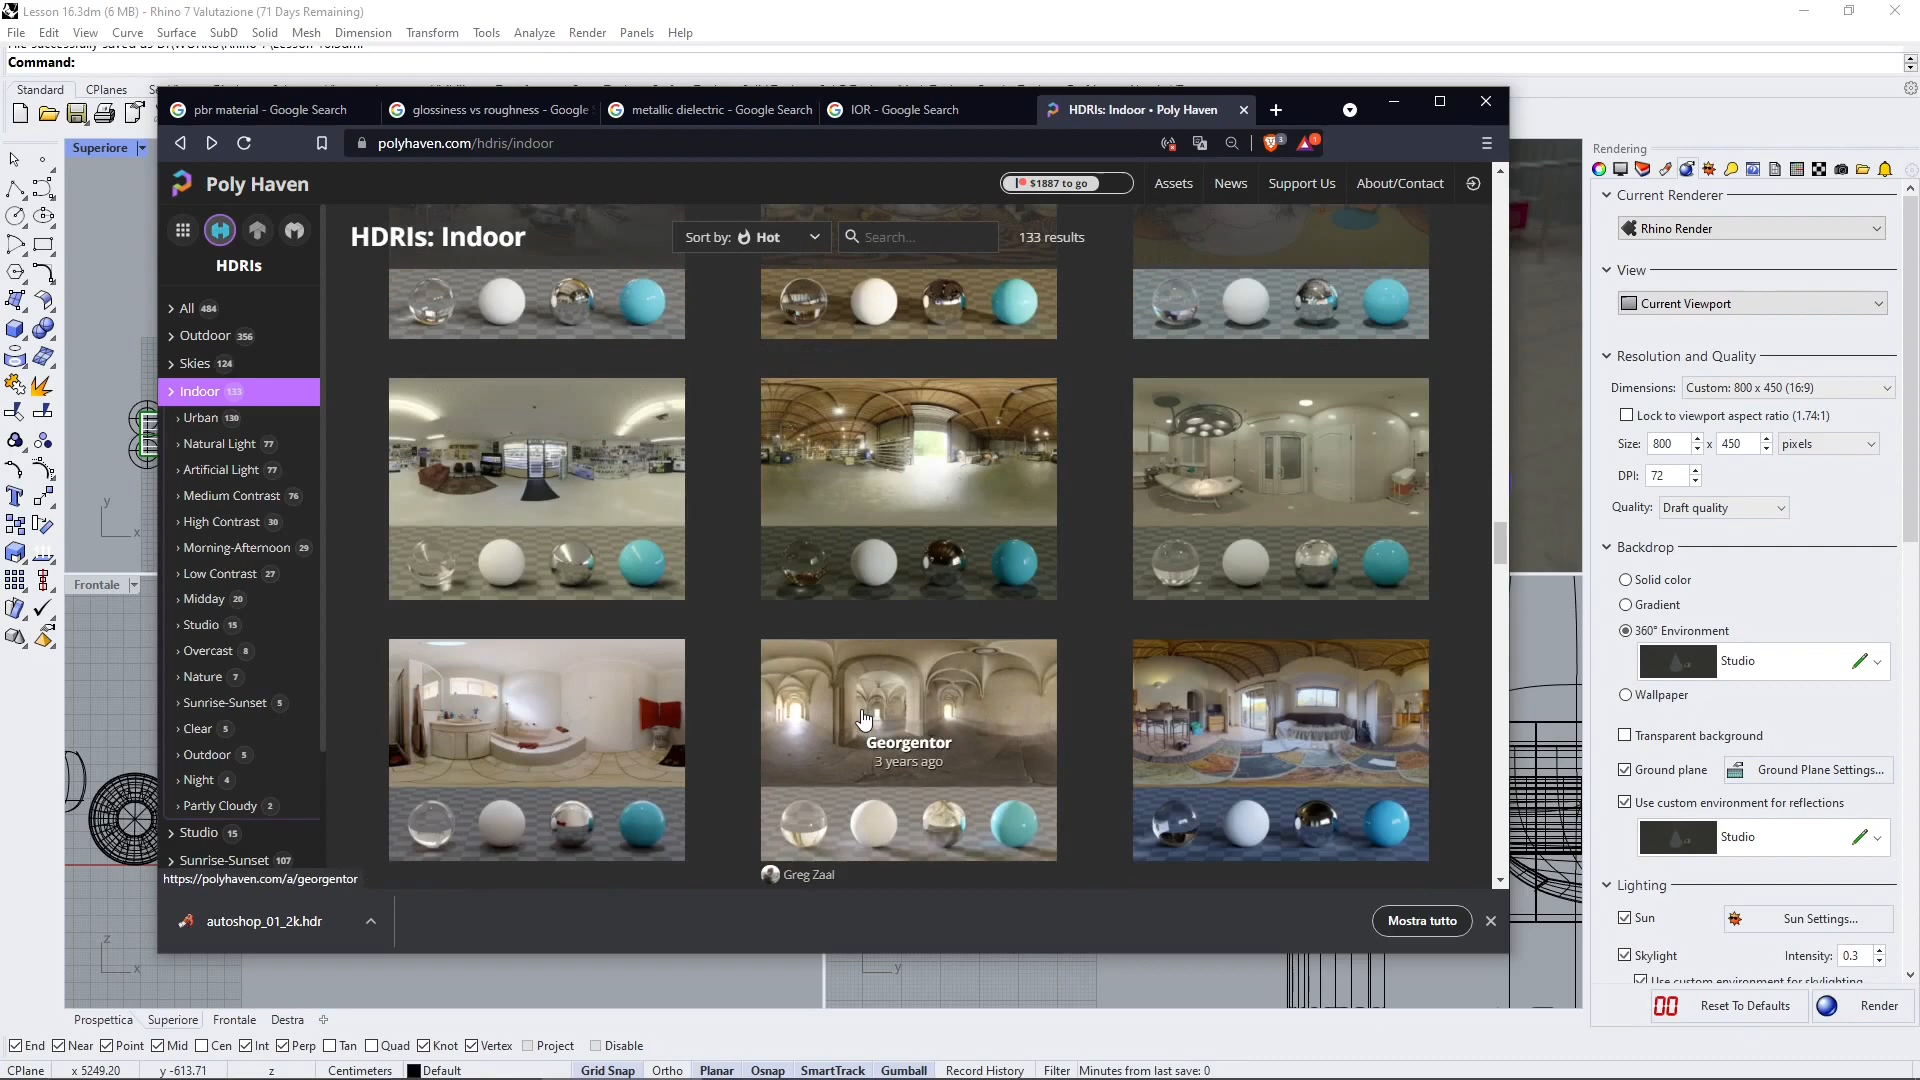 Lesson 16.3dm (6 MB) - Rhino 7 Valutazione (71 Days Remaining)
File Edit View Curve Surface SubD Solid Mesh Dimension Transform Tools Analyze Render Panels Help
Command:
Standard CPlanes
pbr material - Google Search glossiness vs roughness - Google metallic dielectric - Google Search IOR - Google Search HDRIs: Indoor • Poly Haven
polyhaven.com/hdris/indoor
Poly Haven $1887 to go Assets News Support Us About/Contact
HDRIs: Indoor Sort by: Hot Search... 133 results
HDRIs
All 484
Outdoor 356
Skies 124
Indoor 133
Urban 130
Natural Light 77
Artificial Light 77
Medium Contrast 76
High Contrast 30
Morning-Afternoon 29
Low Contrast 27
Midday 20
Studio 15
Overcast 8
Nature 7
Sunrise-Sunset 5
Clear 5
Outdoor 5
Night 4
Partly Cloudy 2
Studio 15
Sunrise-Sunset 107
https://polyhaven.com/a/georgentor
Georgentor
3 years ago
Greg Zaal
autoshop_01_2k.hdr
Mostra tutto
Superiore
Frontale
Rendering
Current Renderer
Rhino Render
View
Current Viewport
Resolution and Quality
Dimensions: Custom: 800 x 450 (16:9)
Lock to viewport aspect ratio (1.74:1)
Size: 800 x 450 pixels
DPI: 72
Quality: Draft quality
Backdrop
Solid color
Gradient
360° Environment
Studio
Wallpaper
Transparent background
Ground plane Ground Plane Settings...
Use custom environment for reflections
Studio
Lighting
Sun Sun Settings...
Skylight Intensity: 0.3
Use custom environment for skylighting
Reset To Defaults Render
y
x
z
x
y
Prospettica Superiore Frontale Destra
End Near Point Mid Cen Int Perp Tan Quad Knot Vertex Project Disable
CPlane x 5249.20 y -613.71 z Centimeters Default Grid Snap Ortho Planar Osnap SmartTrack Gumball Record History Filter Minutes from last save: 0